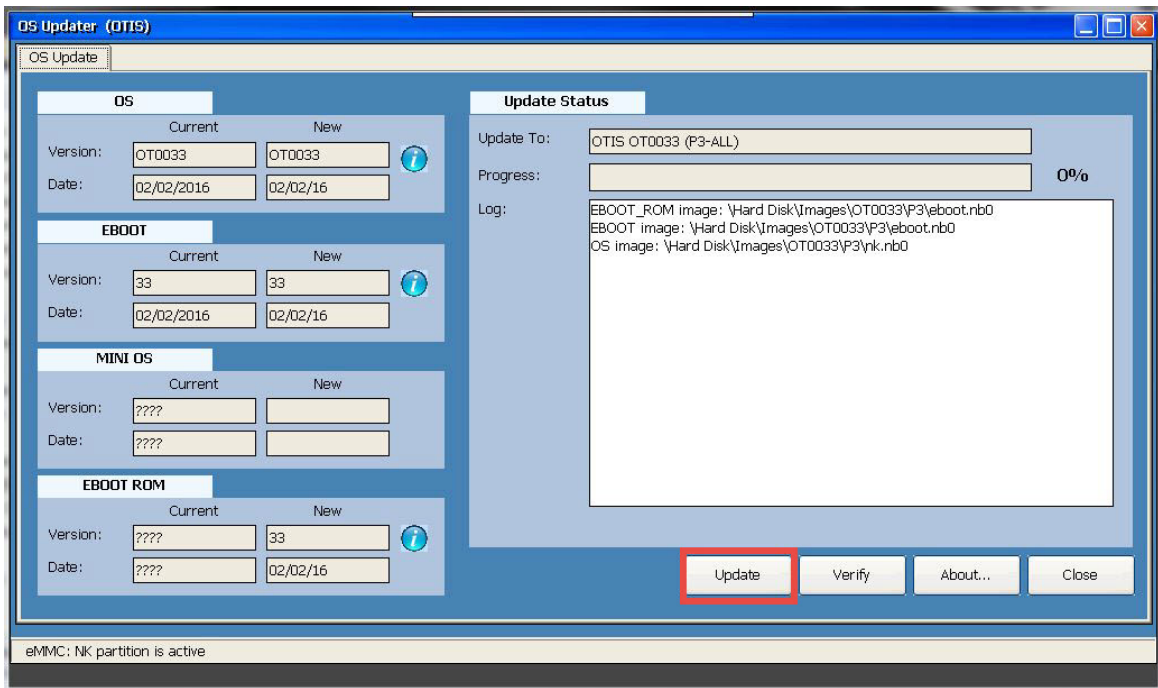 OS Updater (OTIS)
OS Update
OS
Current New
Version: OT0033 OT0033
Date: 02/02/2016 02/02/16
EBOOT
Current New
Version: 33 33
Date: 02/02/2016 02/02/16
MINI OS
Current New
Version: ????
Date: ????
EBOOT ROM
Current New
Version: ???? 33
Date: ???? 02/02/16
Update Status
Update To: OTIS OT0033 (P3-ALL)
Progress: 0%
Log:
EBOOT_ROM image: \Hard Disk\Images\OT0033\P3\eboot.nb0
EBOOT image: \Hard Disk\Images\OT0033\P3\eboot.nb0
OS image: \Hard Disk\Images\OT0033\P3\nk.nb0
Update Verify About... Close
eMMC: NK partition is active